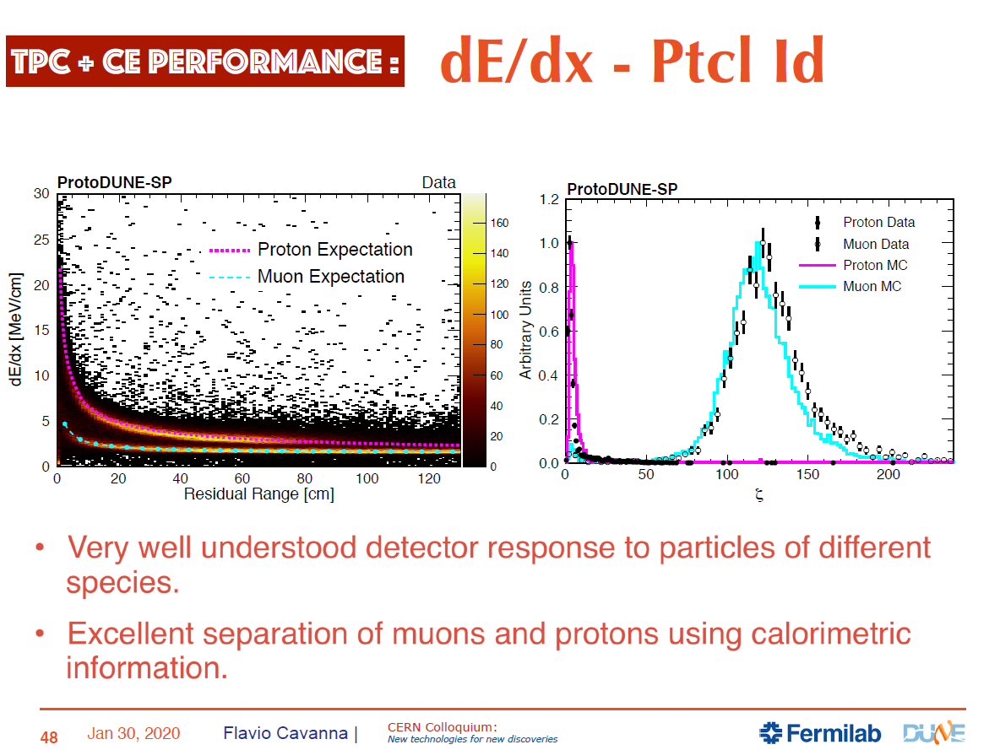 TPC + CE PERFORMANCE :
dE/dx - Ptcl Id
ProtoDUNE-SP
Data
30
25
20
15
10
5
0
dE/dx [MeV/cm]
Proton Expectation
Muon Expectation
0 20 40 60 80 100 120
Residual Range [cm]
160
140
120
100
80
60
40
20
0
ProtoDUNE-SP
1.2
1.0
0.8
0.6
0.4
0.2
0.0
Arbitrary Units
Proton Data
Muon Data
Proton MC
Muon MC
0 50 100 150 200
ζ
• Very well understood detector response to particles of different
species.
• Excellent separation of muons and protons using calorimetric
information.
48 Jan 30, 2020 Flavio Cavanna |
CERN Colloquium:
New technologies for new discoveries
Fermilab
DUNE